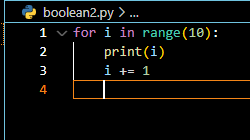 boolean2.py > ...
1 for i in range(10):
2 print(i)
3 i += 1
4